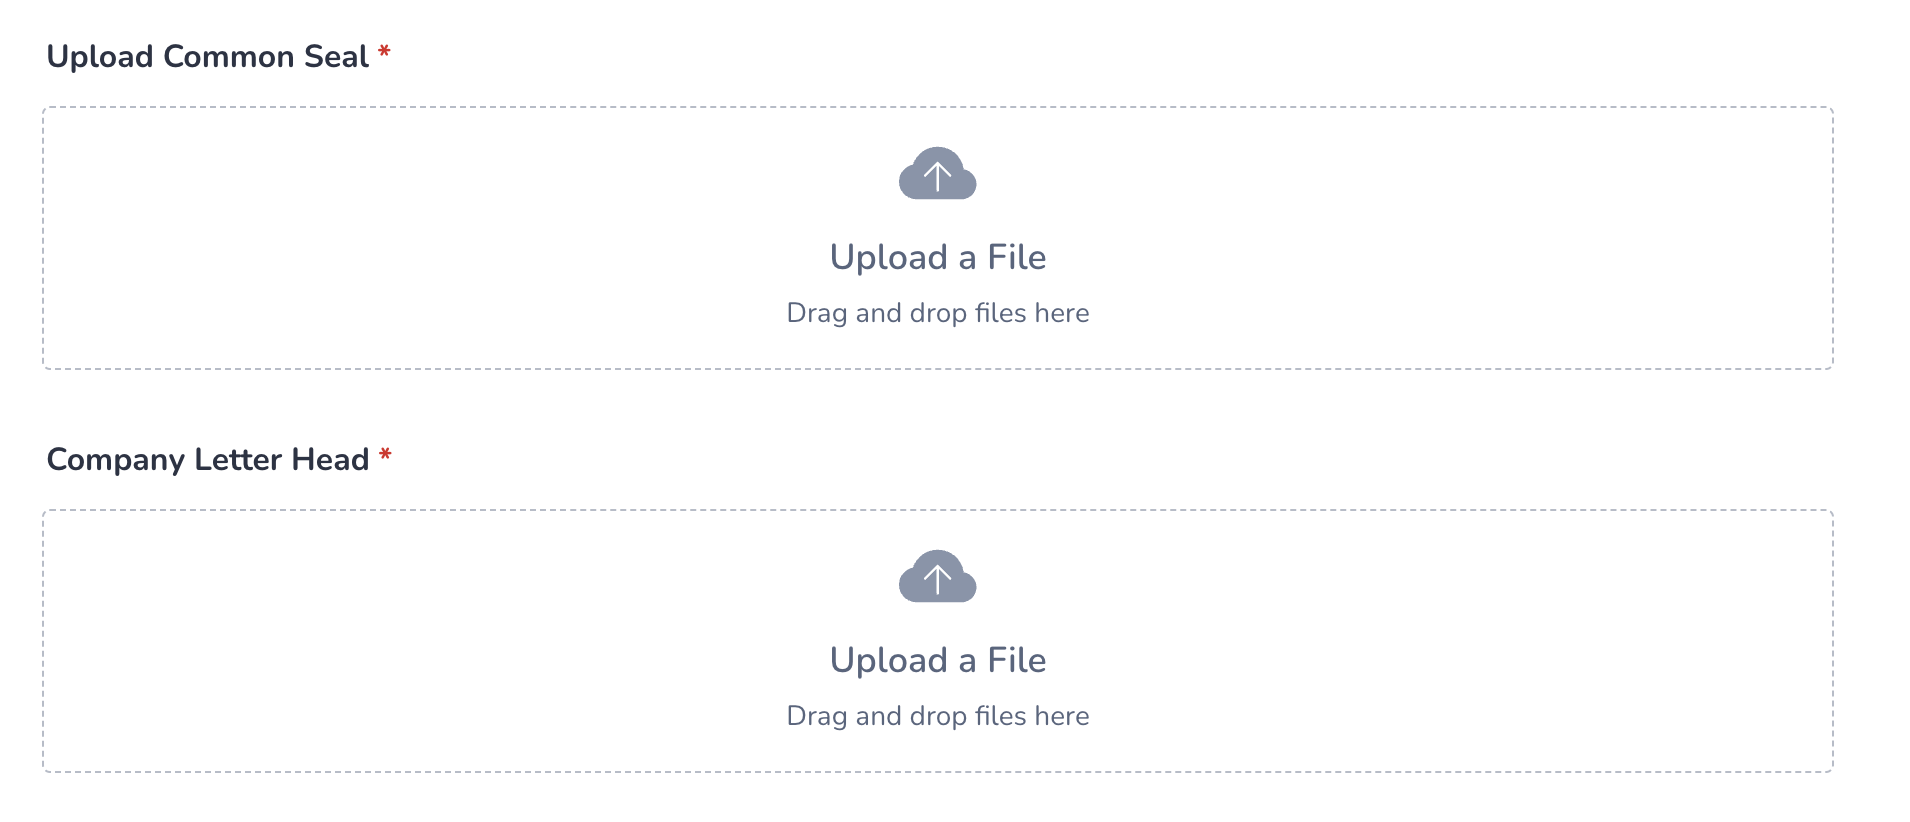 Upload Common Seal *
Upload a File
Drag and drop files here
Company Letter Head *
Upload a File
Drag and drop files here